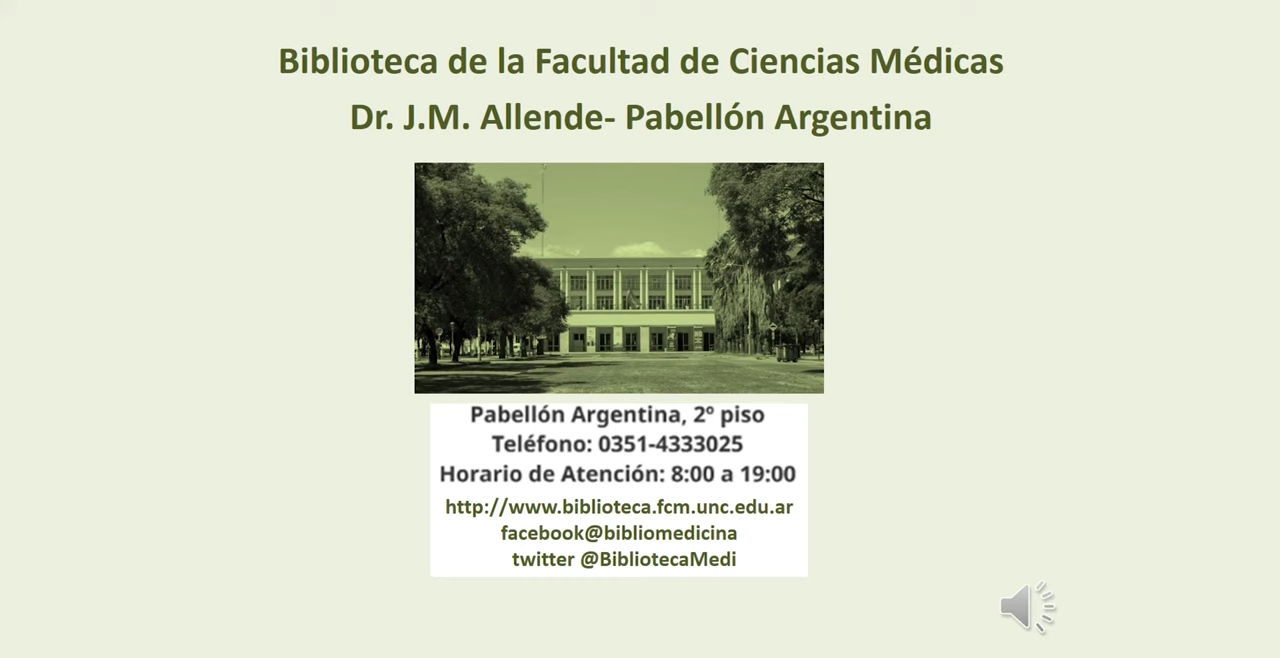 Biblioteca de la Facultad de Ciencias Médicas
Dr. J.M. Allende- Pabellón Argentina
Pabellón Argentina, 2º piso
Teléfono: 0351-4333025
Horario de Atención: 8:00 a 19:00
http://www.biblioteca.fcm.unc.edu.ar
facebook@bibliomedicina
twitter @BibliotecaMedi